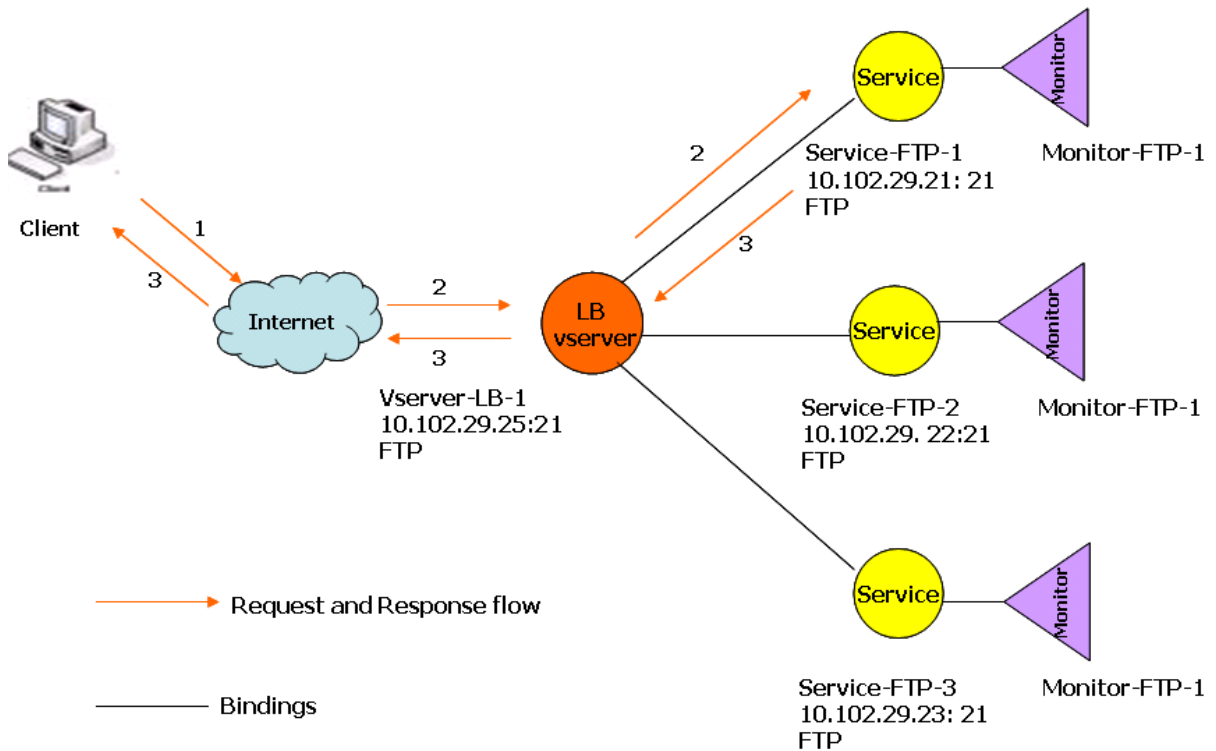 Service
Monitor
2
Service-FTP-1
10.102.29.21: 21
FTP
Monitor-FTP-1
Client
Client
1
3
3
2
Internet
3
LB
vserver
Service
Monitor
Vserver-LB-1
10.102.29.25:21
FTP
Service-FTP-2
10.102.29. 22:21
FTP
Monitor-FTP-1
Service
Monitor
Request and Response flow
Service-FTP-3
10.102.29.23: 21
FTP
Monitor-FTP-1
Bindings